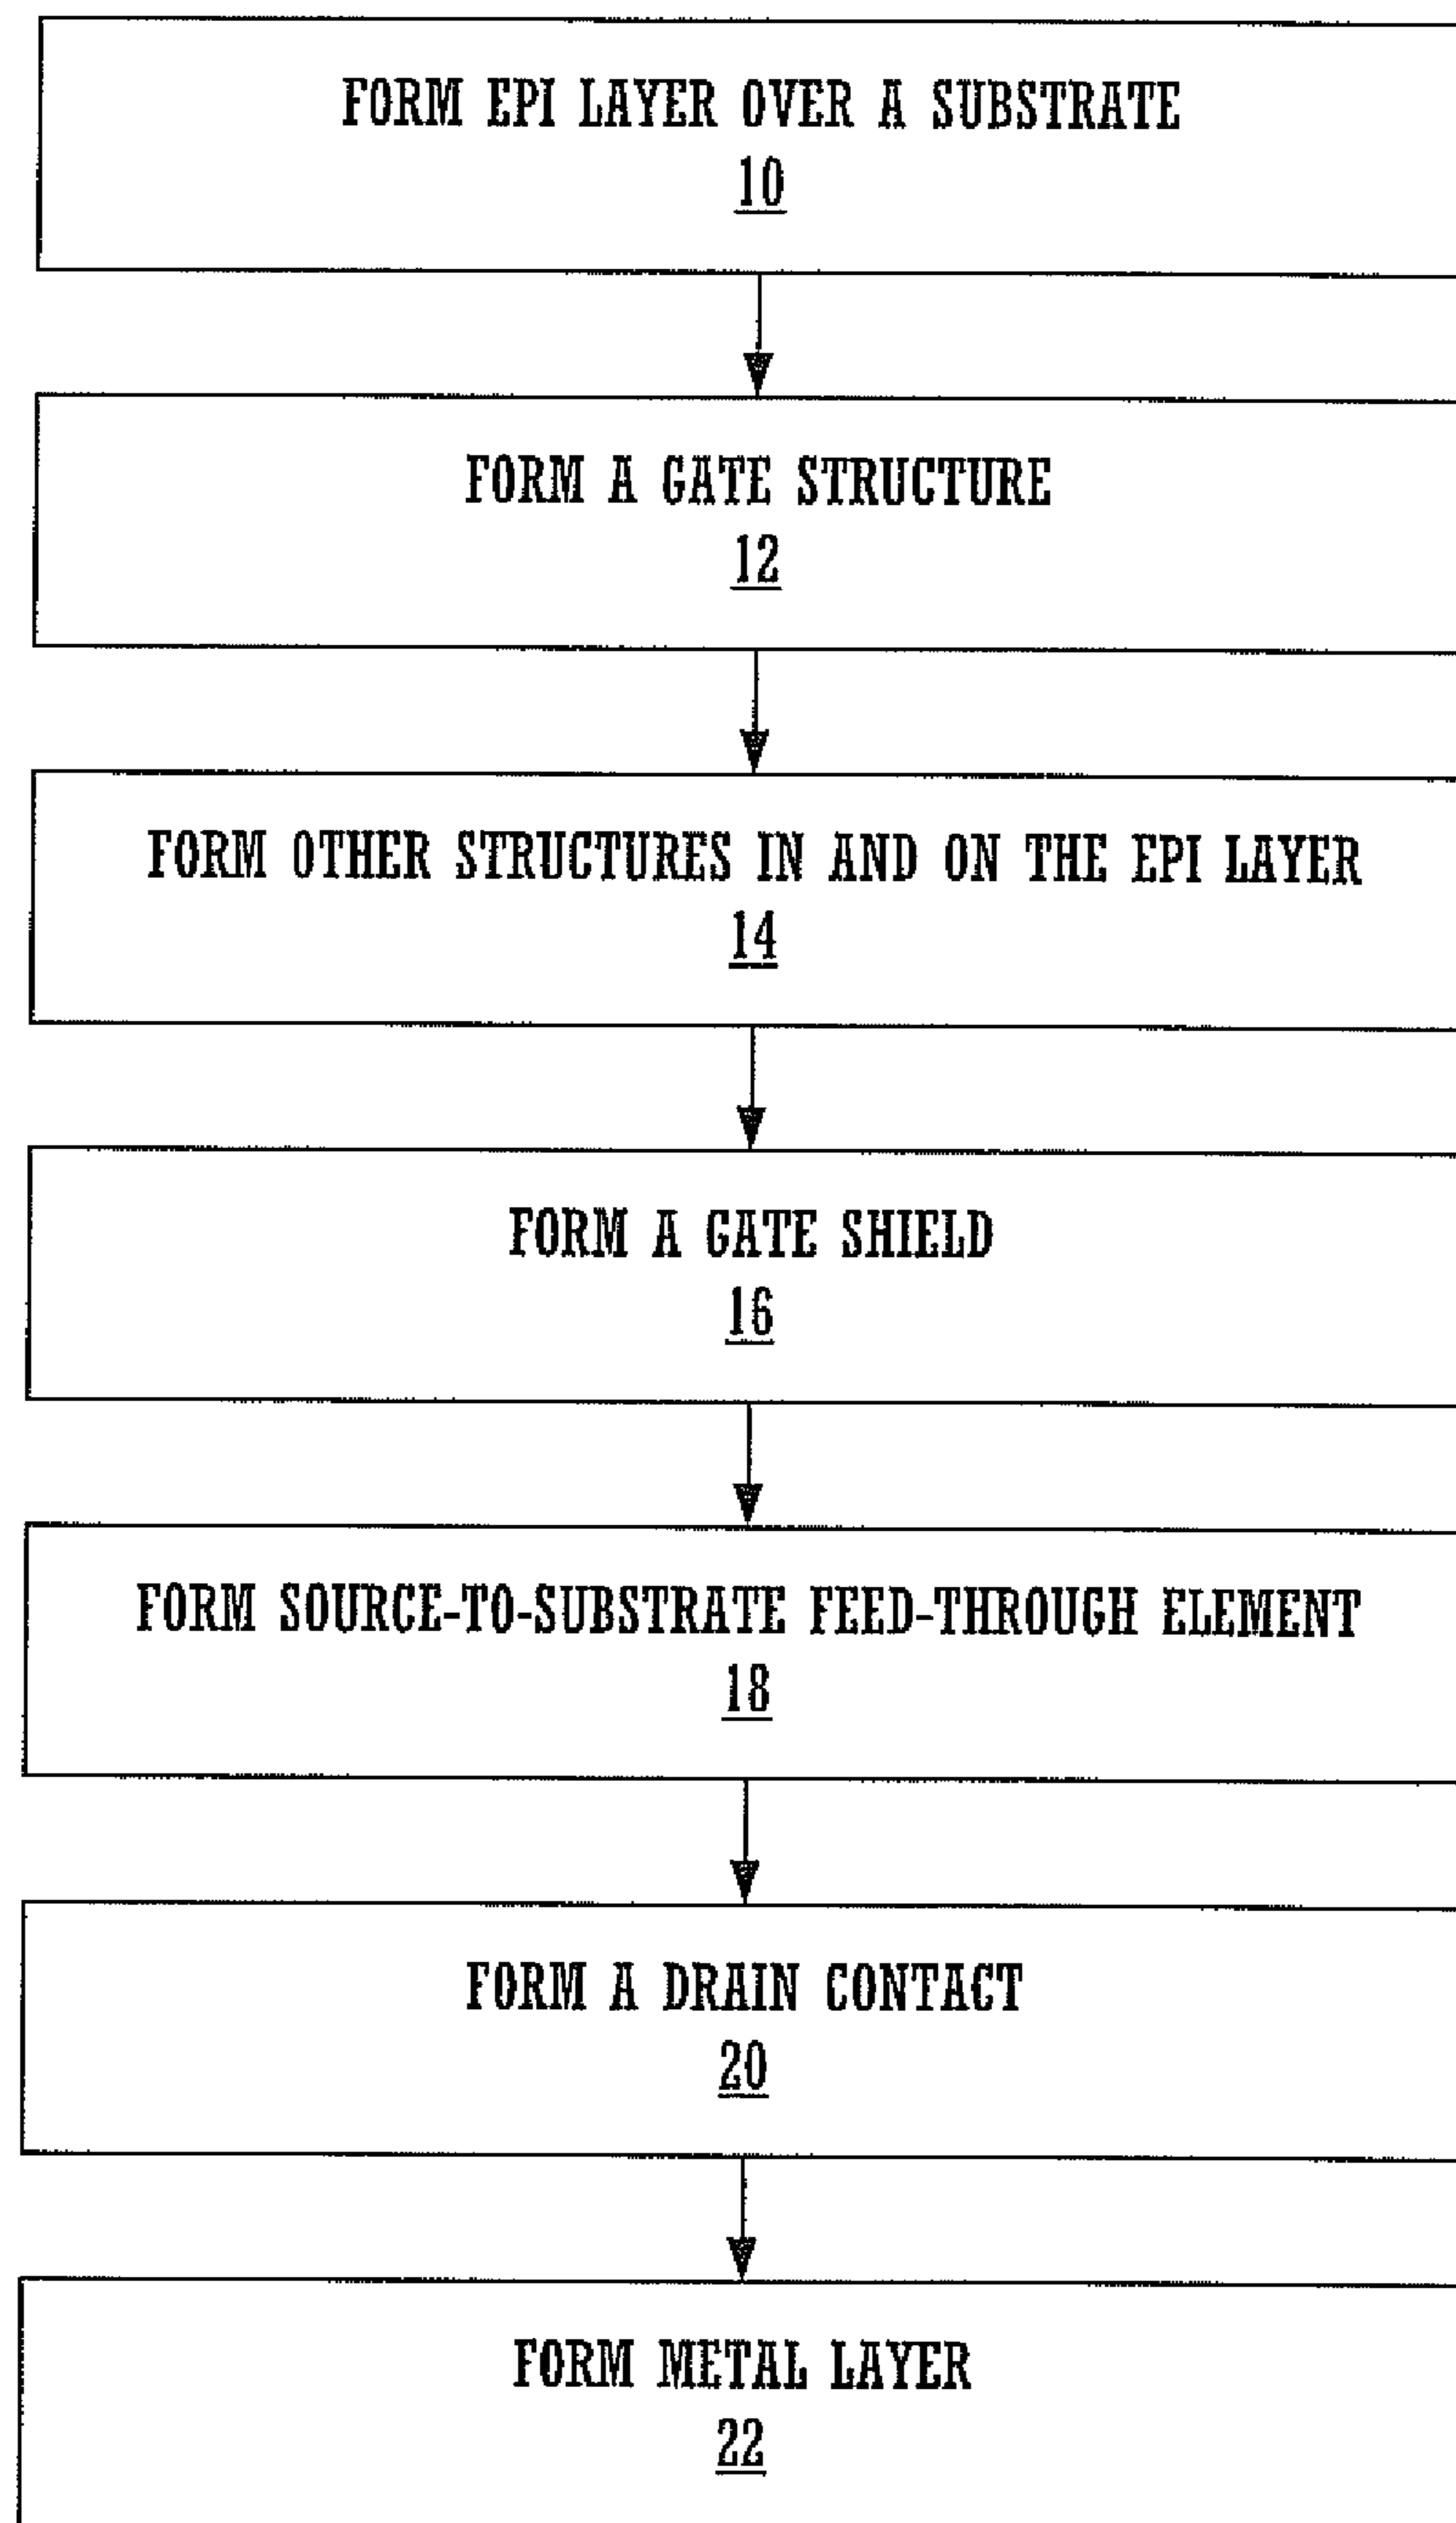 FORM EPI LAYER OVER A SUBSTRATE
10
FORM A GATE STRUCTURE
12
FORM OTHER STRUCTURES IN AND ON THE EPI LAYER
14
FORM A GATE SHIELD
16
FORM SOURCE-TO-SUBSTRATE FEED-THROUGH ELEMENT
18
FORM A DRAIN CONTACT
20
FORM METAL LAYER
22